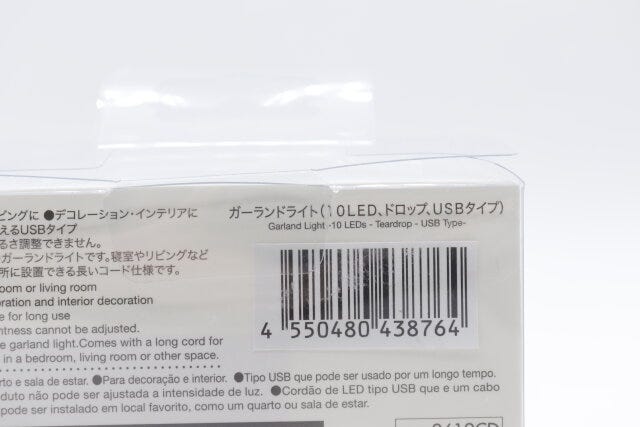 ガーランドライト(10LED、ドロップ、USBタイプ)
Garland Light -10 LEDs - Teardrop - USB Type-
4 550480 438764
ビングに ●デコレーション・インテリアに
えるUSBタイプ
るさ調整できません。
ガーランドライトです。寝室やリビングなど
所に設置できる長いコード仕様です。
room or living room
eration and interior decoration
e for long use
htness cannot be adjusted.
e garland light.Comes with a long cord for
in a bedroom, living room or other space.
rto e sala de estar. ●Para decoração e interior. ●Tipo USB que pode ser usado por um longo tempo.
duto não pode ser ajustada a intensidade de luz. ●Cordão de LED tipo USB que e um cabo
pode ser instalado em local favorito, como um quarto ou sala de estar.